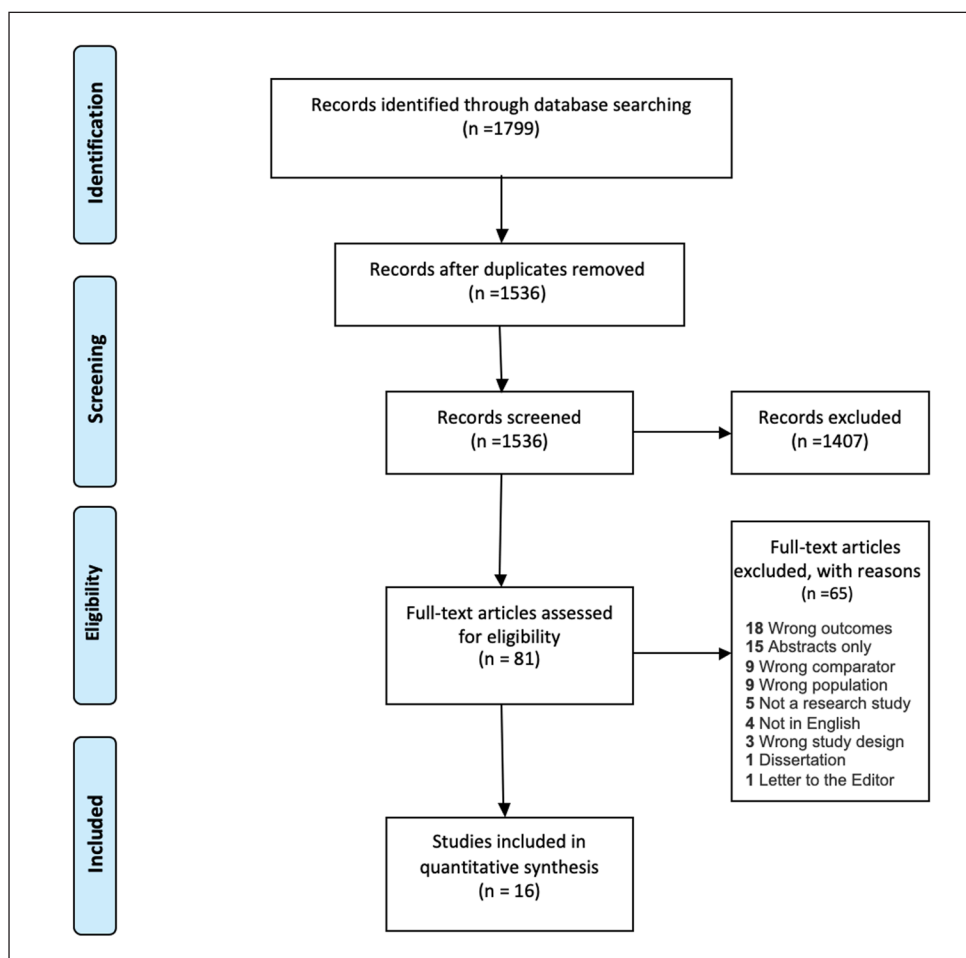 Identification
Records identified through database searching
(n =1799)
Records after duplicates removed
(n =1536)
Screening
Records screened
(n =1536)
Records excluded
(n =1407)
Eligibility
Full-text articles assessed
for eligibility
(n = 81)
Full-text articles
excluded, with reasons
(n =65)
18 Wrong outcomes
15 Abstracts only
9 Wrong comparator
9 Wrong population
5 Not a research study
4 Not in English
3 Wrong study design
1 Dissertation
1 Letter to the Editor
Included
Studies included in
quantitative synthesis
(n = 16)